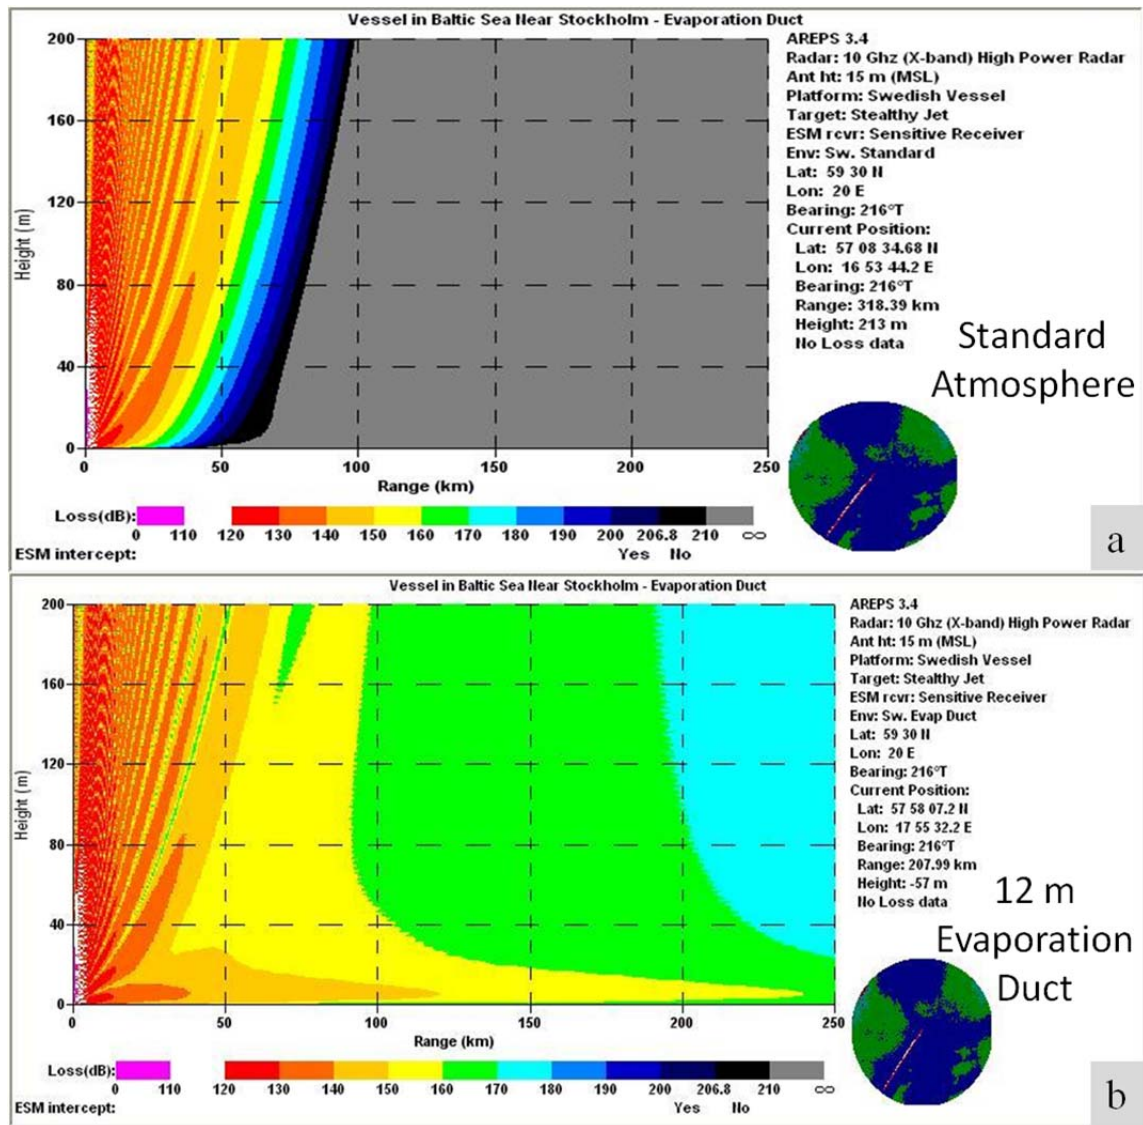 Vessel in Baltic Sea Near Stockholm - Evaporation Duct
AREPS 3.4
Radar: 10 Ghz (X-band) High Power Radar
Ant ht: 15 m (MSL)
Platform: Swedish Vessel
Target: Stealthy Jet
ESM rcvr: Sensitive Receiver
Env: Sw. Standard
Lat: 59 30 N
Lon: 20 E
Bearing: 216°T
Current Position:
Lat: 57 08 34.68 N
Lon: 16 53 44.2 E
Bearing: 216°T
Range: 318.39 km
Height: 213 m
No Loss data
Standard
Atmosphere
200
160
120
80
40
0
Height (m)
0 50 100 150 200 250
Range (km)
Loss(dB):
0 110 120 130 140 150 160 170 180 190 200 206.8 210 ∞
ESM intercept: Yes No
a
Vessel in Baltic Sea Near Stockholm - Evaporation Duct
AREPS 3.4
Radar: 10 Ghz (X-band) High Power Radar
Ant ht: 15 m (MSL)
Platform: Swedish Vessel
Target: Stealthy Jet
ESM rcvr: Sensitive Receiver
Env: Sw. Evap Duct
Lat: 59 30 N
Lon: 20 E
Bearing: 216°T
Current Position:
Lat: 57 58 07.2 N
Lon: 17 55 32.2 E
Bearing: 216°T
Range: 207.99 km
Height: -57 m
No Loss data
12 m
Evaporation
Duct
200
160
120
80
40
0
Height (m)
0 50 100 150 200 250
Range (km)
Loss(dB):
0 110 120 130 140 150 160 170 180 190 200 206.8 210 ∞
ESM intercept: Yes No
b